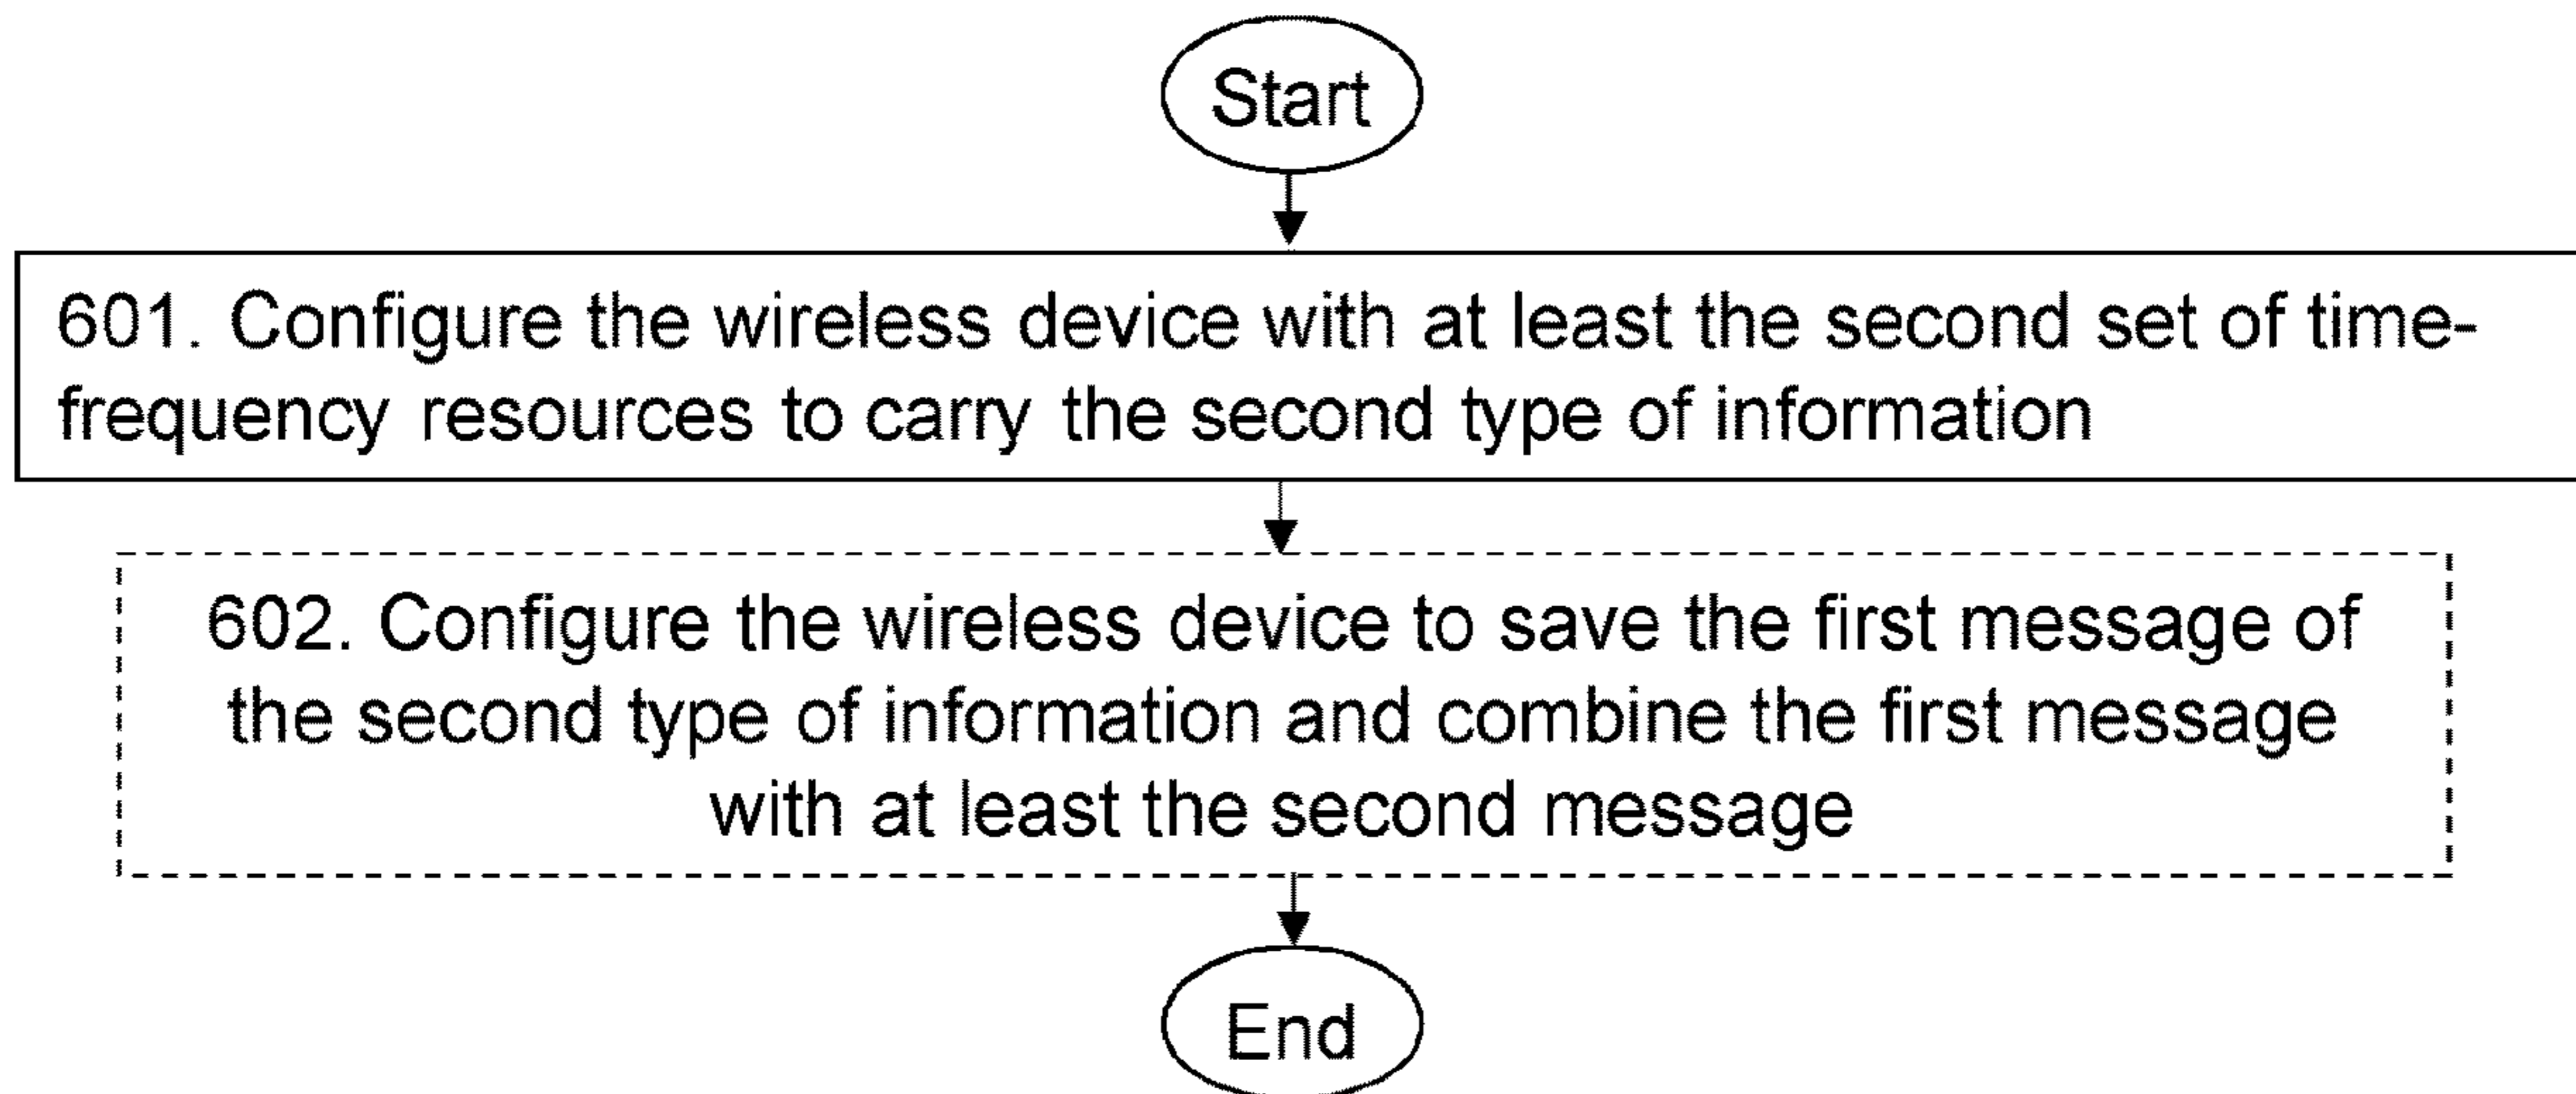 Start
601. Configure the wireless device with at least the second set of time-
frequency resources to carry the second type of information
602. Configure the wireless device to save the first message of
the second type of information and combine the first message
with at least the second message
End